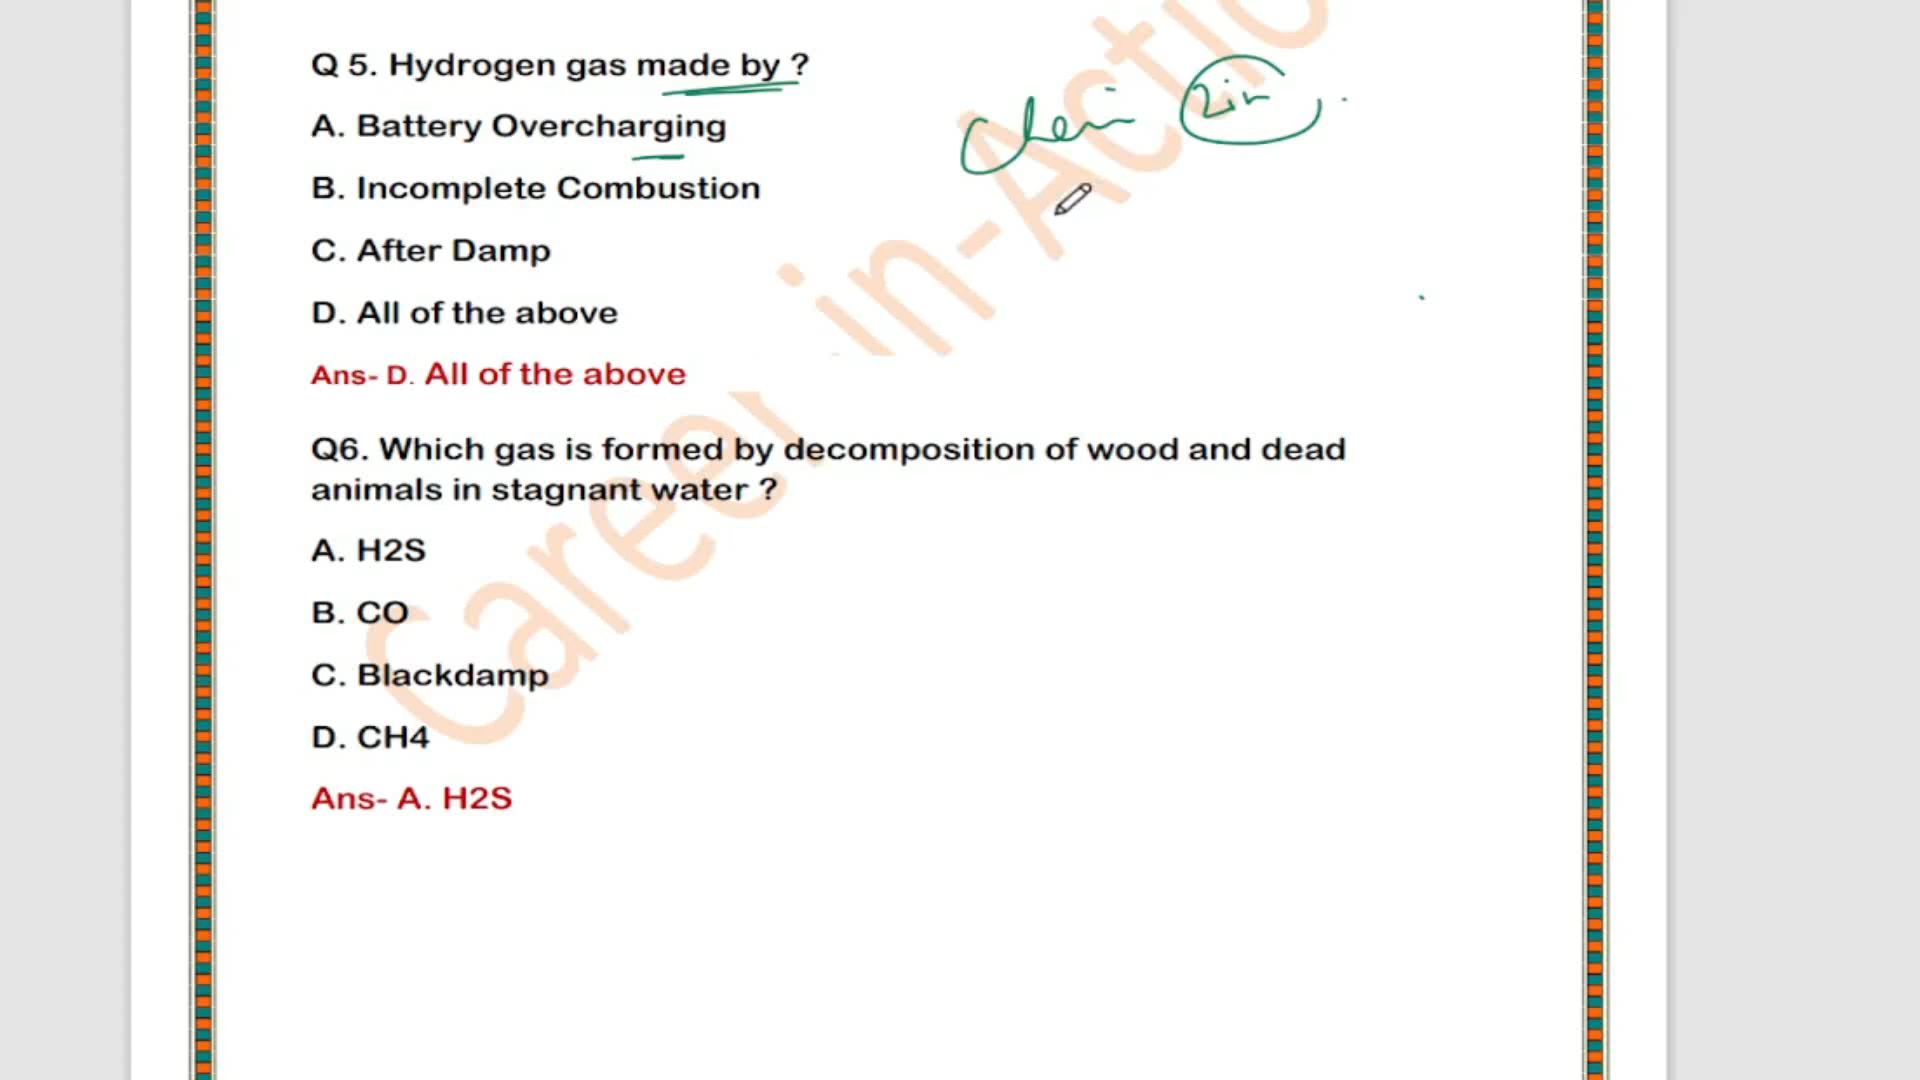 Q 5. Hydrogen gas made by ?
A. Battery Overcharging
B. Incomplete Combustion
C. After Damp
D. All of the above
Ans- D. All of the above
Q6. Which gas is formed by decomposition of wood and dead
animals in stagnant water ?
A. H2S
B. CO
C. Blackdamp
D. CH4
Ans- A. H2S
Career in-Actio